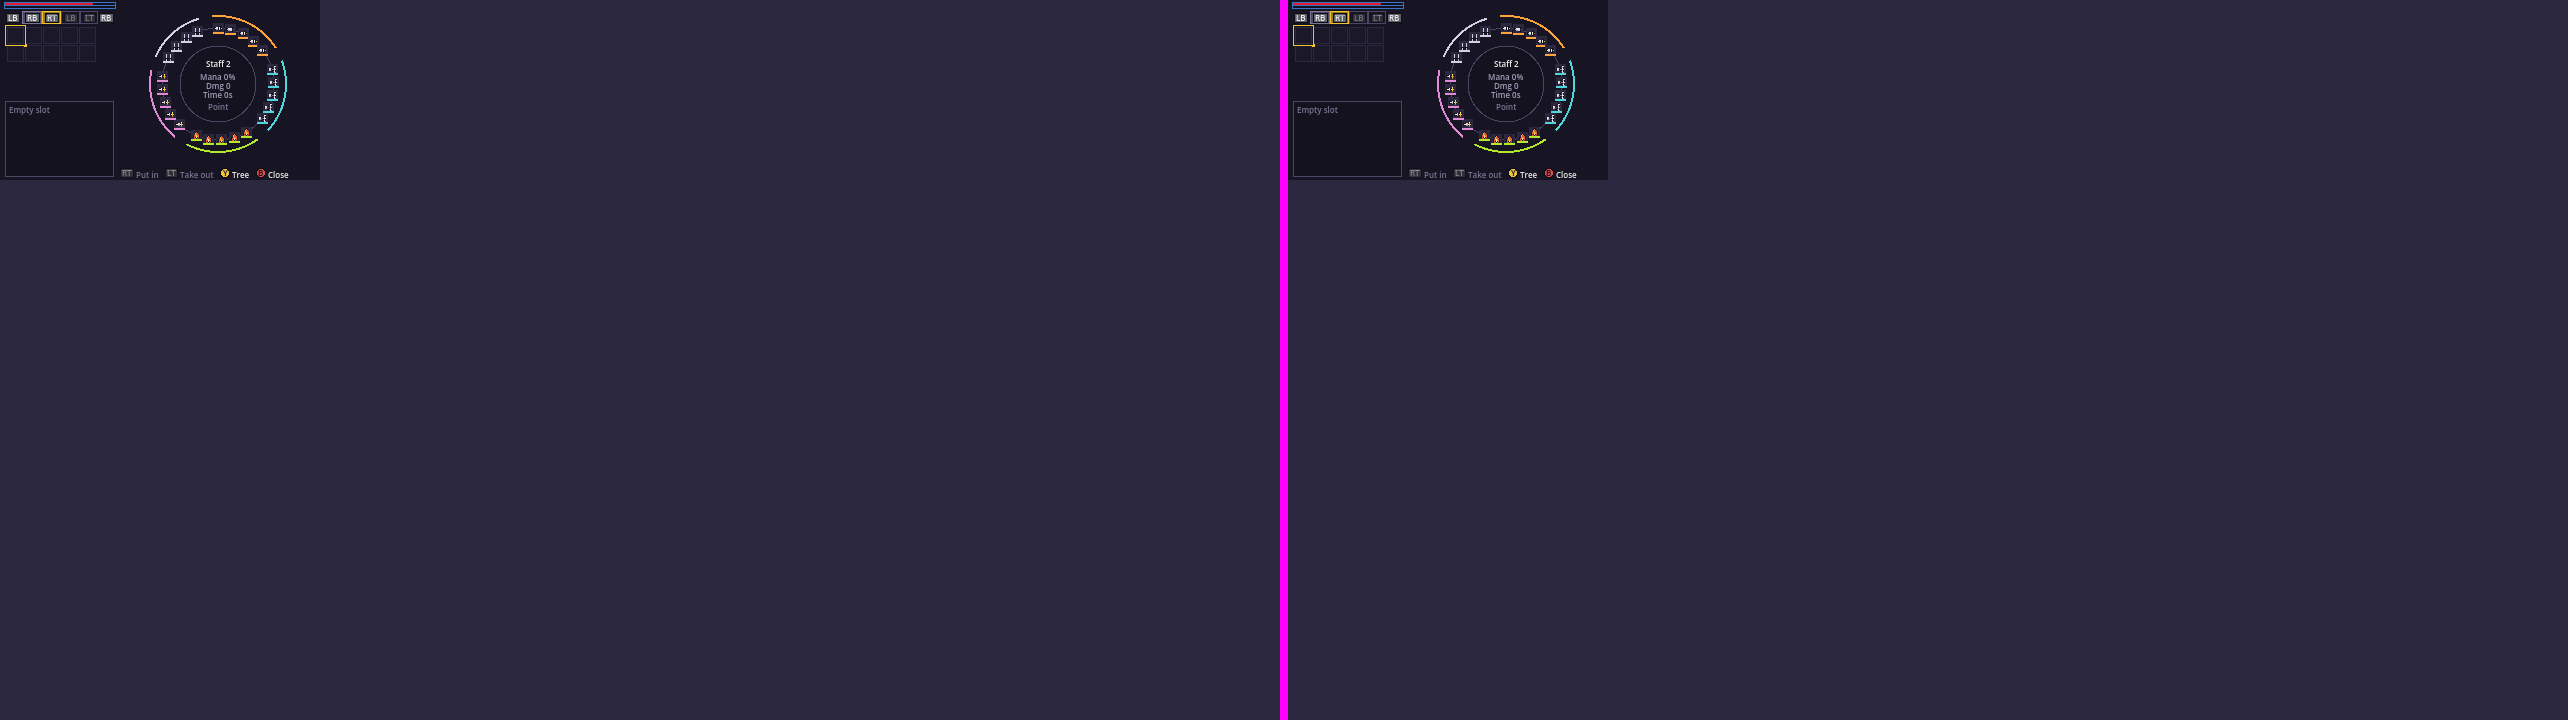 LB RB RT LB LT RB
Staff 2
Mana 0%
Dmg 0
Time 0s
Point
Empty slot
RT Put in LT Take out Y Tree B Close
LB RB RT LB LT RB
Staff 2
Mana 0%
Dmg 0
Time 0s
Point
Empty slot
RT Put in LT Take out Y Tree B Close